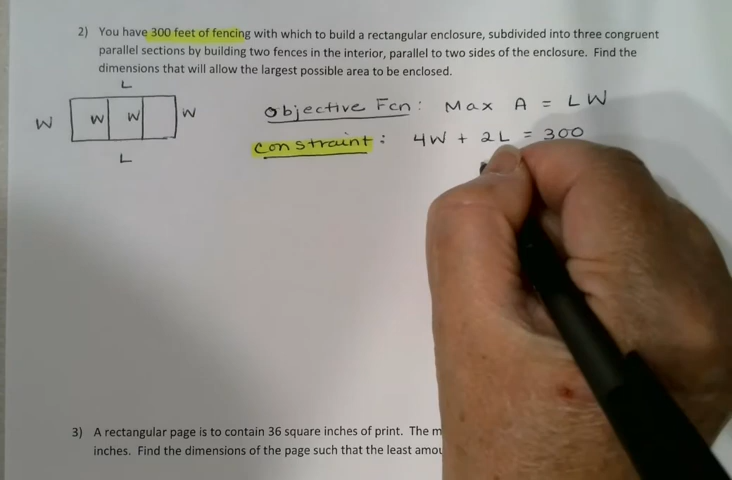 2) You have 300 feet of fencing with which to build a rectangular enclosure, subdivided into three congruent
parallel sections by building two fences in the interior, parallel to two sides of the enclosure. Find the
dimensions that will allow the largest possible area to be enclosed.
L
W W W W
L
Objective Fcn: Max A = LW
Constraint: 4W + 2L = 300
3) A rectangular page is to contain 36 square inches of print. The
inches. Find the dimensions of the page such that the least